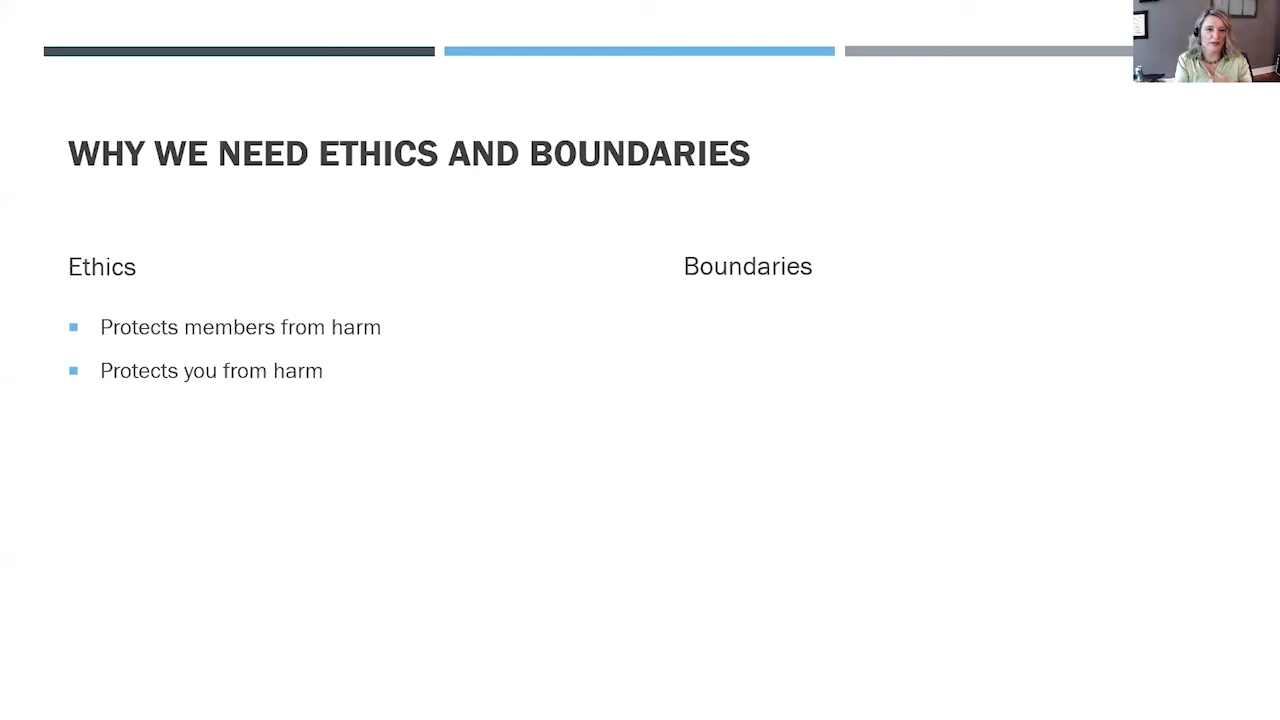 WHY WE NEED ETHICS AND BOUNDARIES
Ethics
Protects members from harm
Protects you from harm
Boundaries